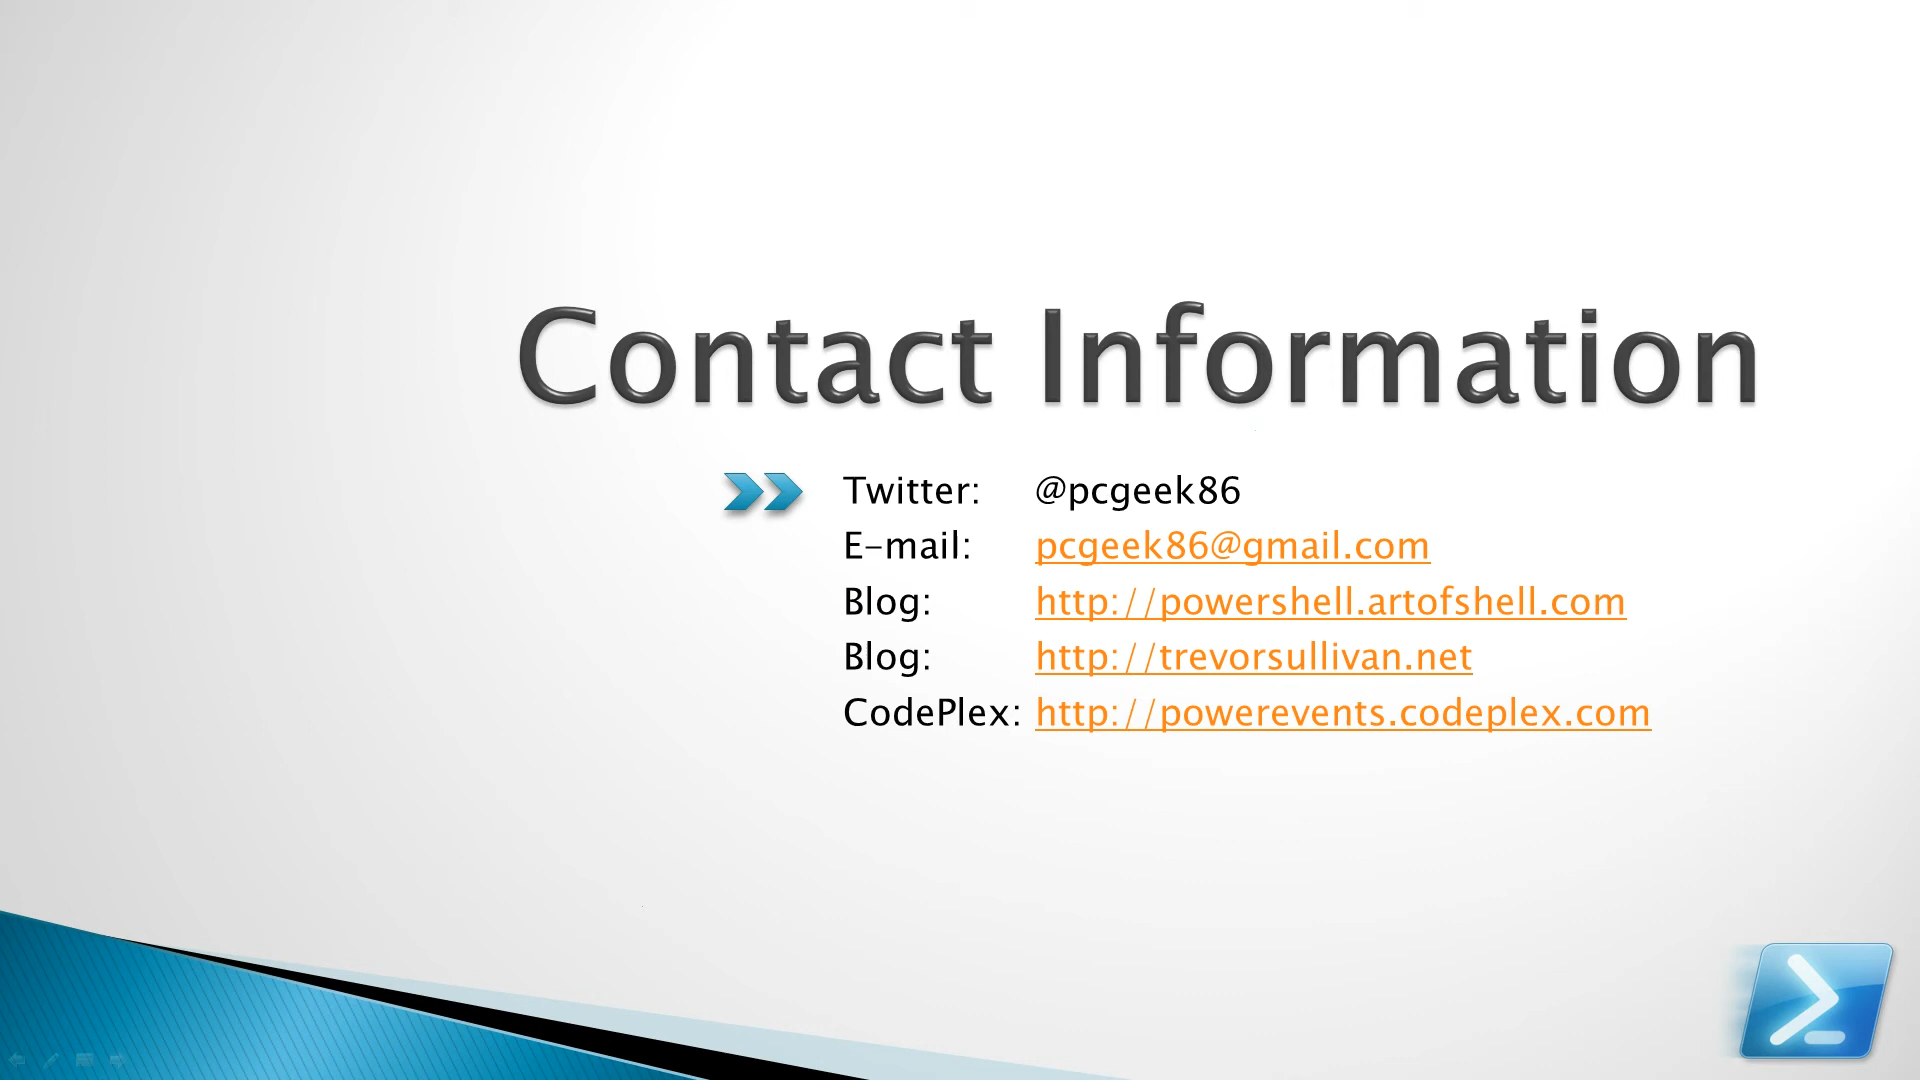 Contact Information
Twitter: @pcgeek86
E-mail: pcgeek86@gmail.com
Blog: http://powershell.artofshell.com
Blog: http://trevorsullivan.net
CodePlex: http://powerevents.codeplex.com